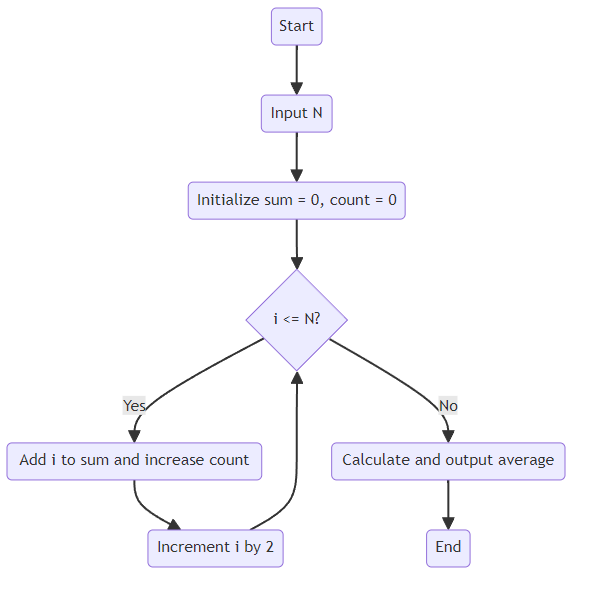 Start
Input N
Initialize sum = 0, count = 0
i <= N?
Yes
No
Add i to sum and increase count
Calculate and output average
Increment i by 2
End